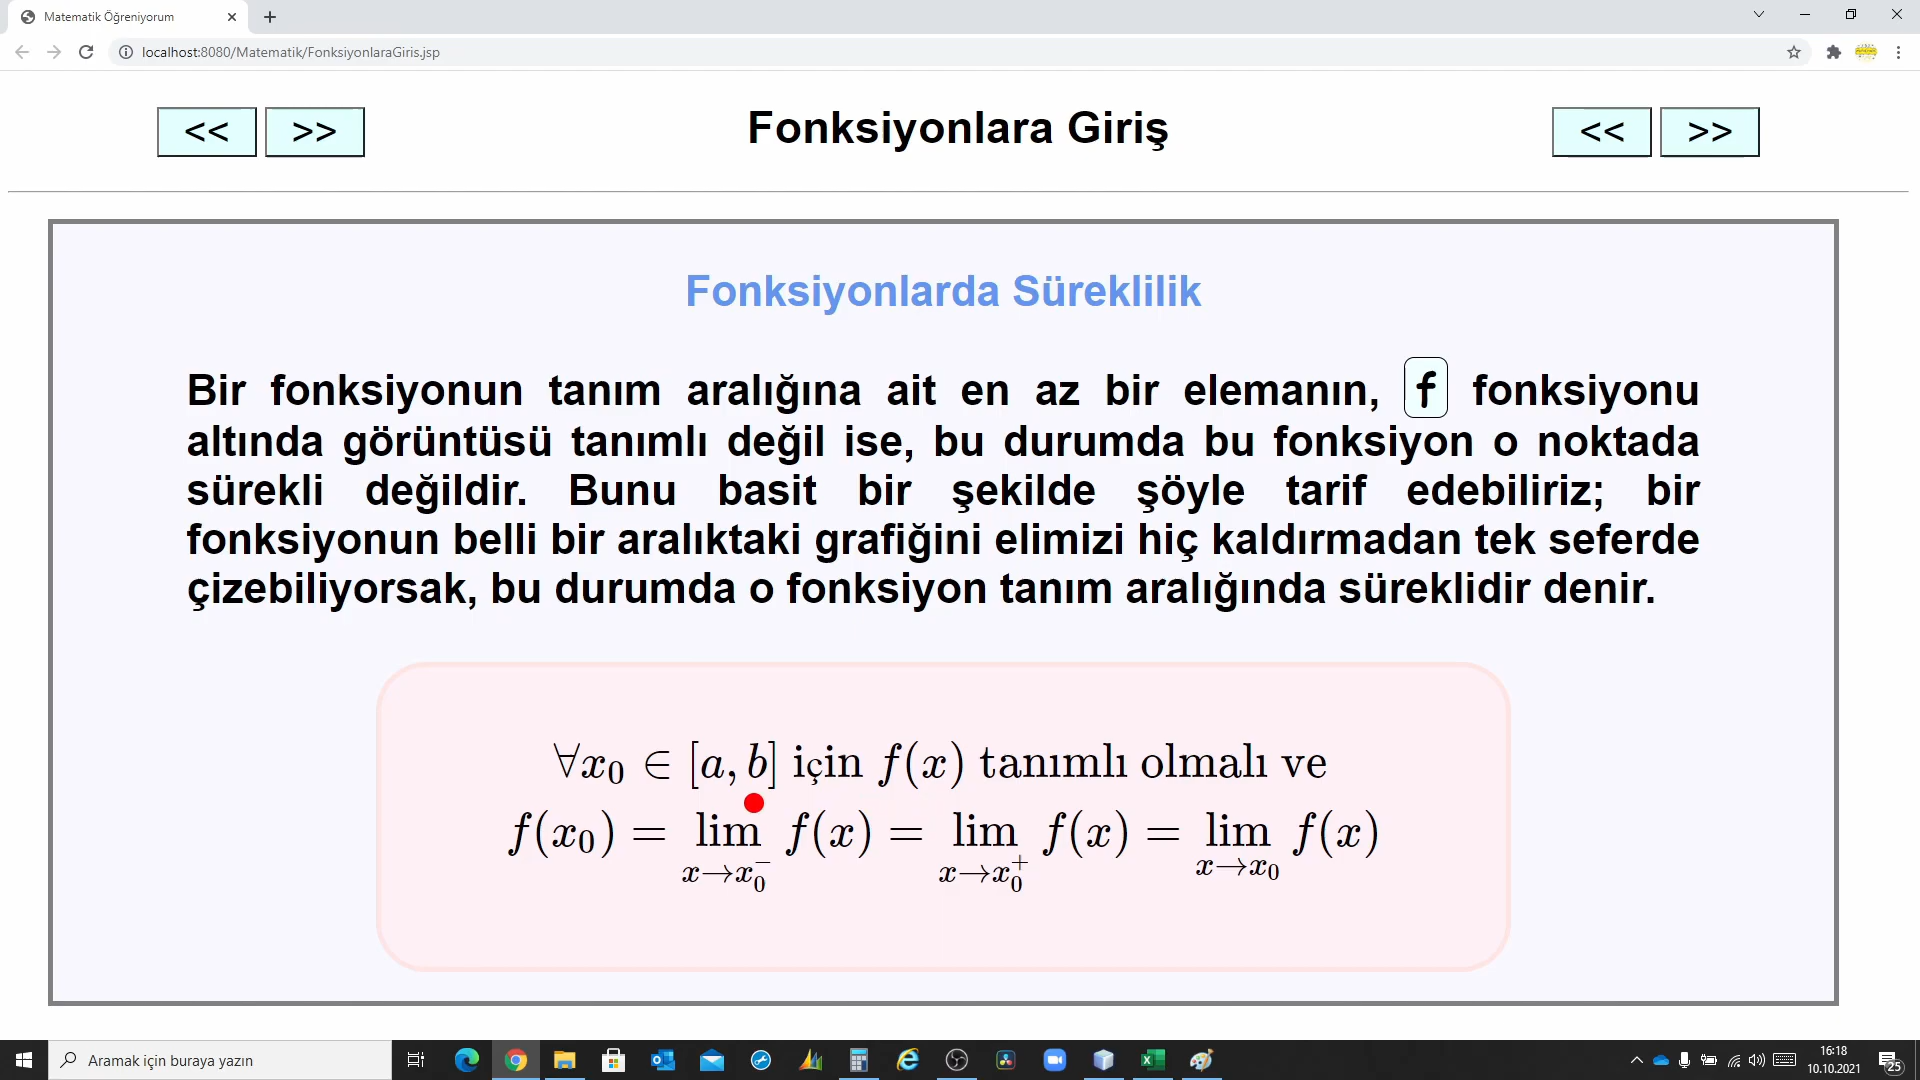 Matematik Öğreniyorum
localhost:8080/Matematik/FonksiyonlaraGiris.jsp
<< >> Fonksiyonlara Giriş << >>
Fonksiyonlarda Süreklilik
Bir fonksiyonun tanım aralığına ait en az bir elemanın, f fonksiyonu
altında görüntüsü tanımlı değil ise, bu durumda bu fonksiyon o noktada
sürekli değildir. Bunu basit bir şekilde şöyle tarif edebiliriz; bir
fonksiyonun belli bir aralıktaki grafiğini elimizi hiç kaldırmadan tek seferde
çizebiliyorsak, bu durumda o fonksiyon tanım aralığında süreklidir denir.
∀x₀ ∈ [a, b] için f(x) tanımlı olmalı ve
f(x₀) = lim x→x₀⁻ f(x) = lim x→x₀⁺ f(x) = lim x→x₀ f(x)
Aramak için buraya yazın
16:18
10.10.2021
25